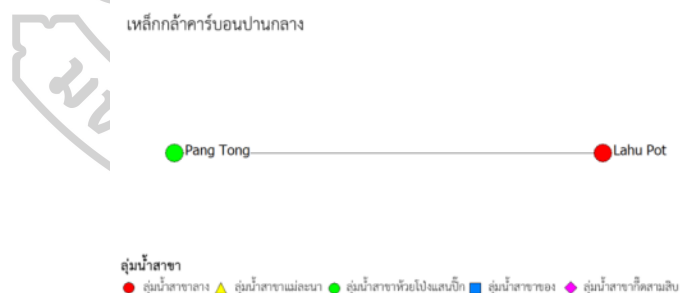 เหล็กกล้าคาร์บอนปานกลาง
Pang Tong
Lahu Pot
ลุ่มน้ำสาขา
ลุ่มน้ำสาขาลาง ลุ่มน้ำสาขาแม่ละนา ลุ่มน้ำสาขาห้วยโป่งแสนปิ๊ก ลุ่มน้ำสาขาของ ลุ่มน้ำสาขากึ๊ดสามสิบ